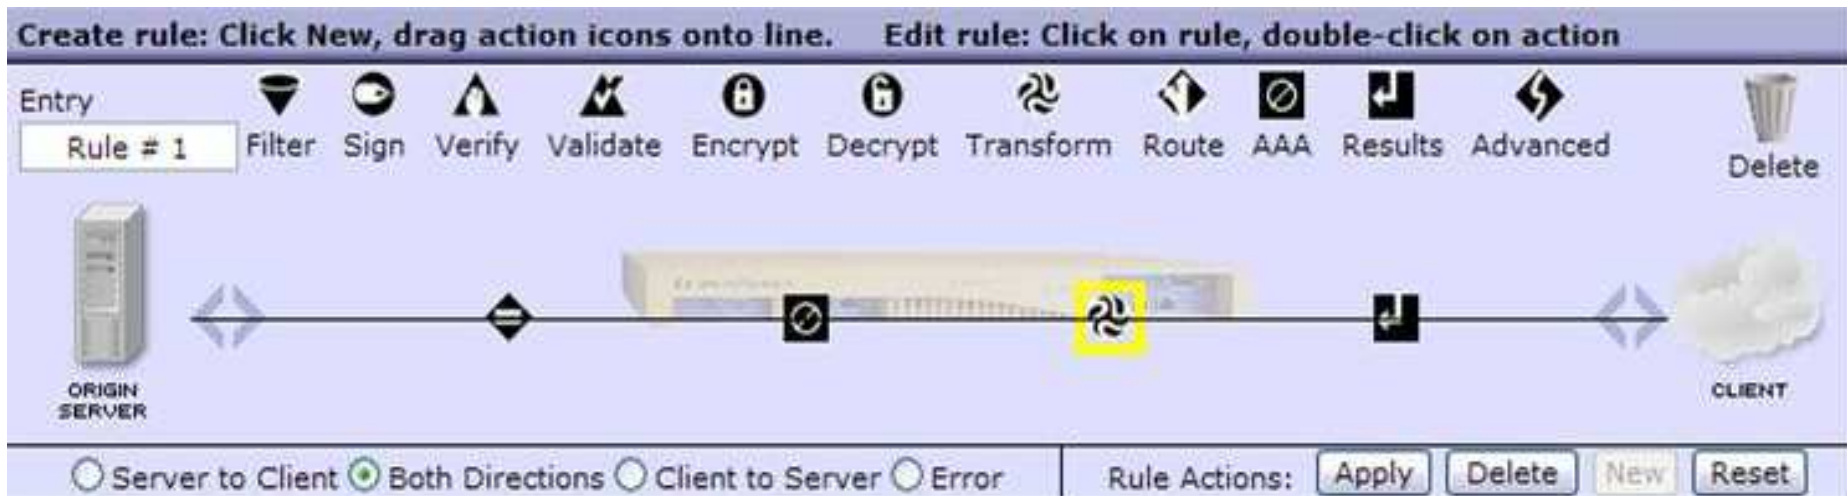 Create rule: Click New, drag action icons onto line. Edit rule: Click on rule, double-click on action
Entry
Rule # 1
Filter Sign Verify Validate Encrypt Decrypt Transform Route AAA Results Advanced
Delete
ORIGIN
SERVER
CLIENT
Server to Client Both Directions Client to Server Error
Rule Actions: Apply Delete New Reset